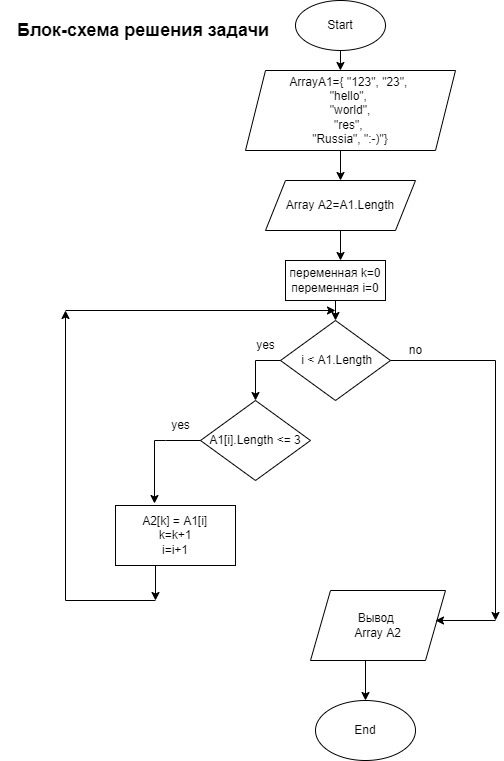 Блок-схема решения задачи
Start
ArrayA1={ "123", "23",
"hello",
"world",
"res",
"Russia", ":-)"}
Array A2=A1.Length
переменная k=0
переменная i=0
i < A1.Length
yes
no
A1[i].Length <= 3
yes
A2[k] = A1[i]
k=k+1
i=i+1
Вывод
Array A2
End